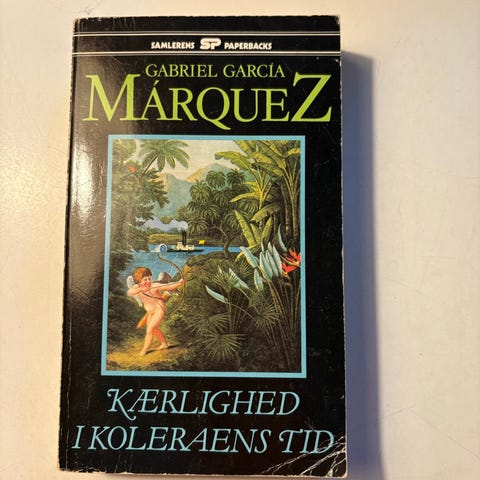 SAMLERENS SP PAPERBACKS
GABRIEL GARCÍA
MÁRQUEZ
KÆRLIGHED
I KOLERAENS TID